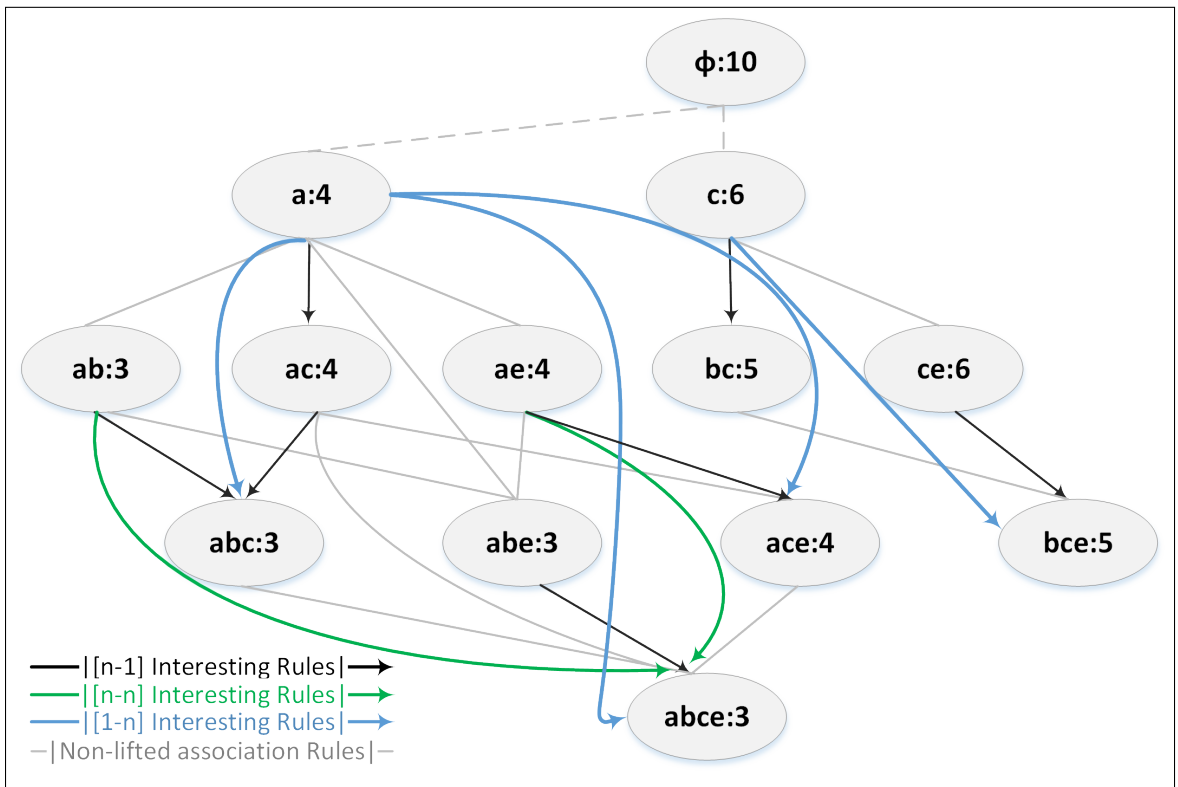 ϕ:10
a:4
c:6
ab:3
ac:4
ae:4
bc:5
ce:6
abc:3
abe:3
ace:4
bce:5
abce:3
|[n-1] Interesting Rules|
|[n-n] Interesting Rules|
|[1-n] Interesting Rules|
|Non-lifted association Rules|